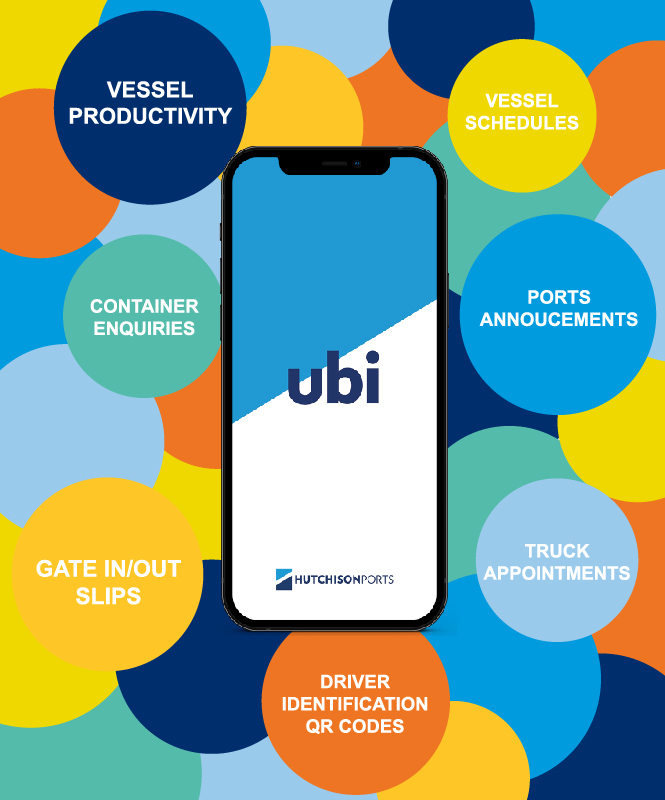 VESSEL
PRODUCTIVITY
VESSEL
SCHEDULES
CONTAINER
ENQUIRIES
PORTS
ANNOUCEMENTS
ubi
GATE IN/OUT
SLIPS
TRUCK
APPOINTMENTS
HUTCHISONPORTS
DRIVER
IDENTIFICATION
QR CODES